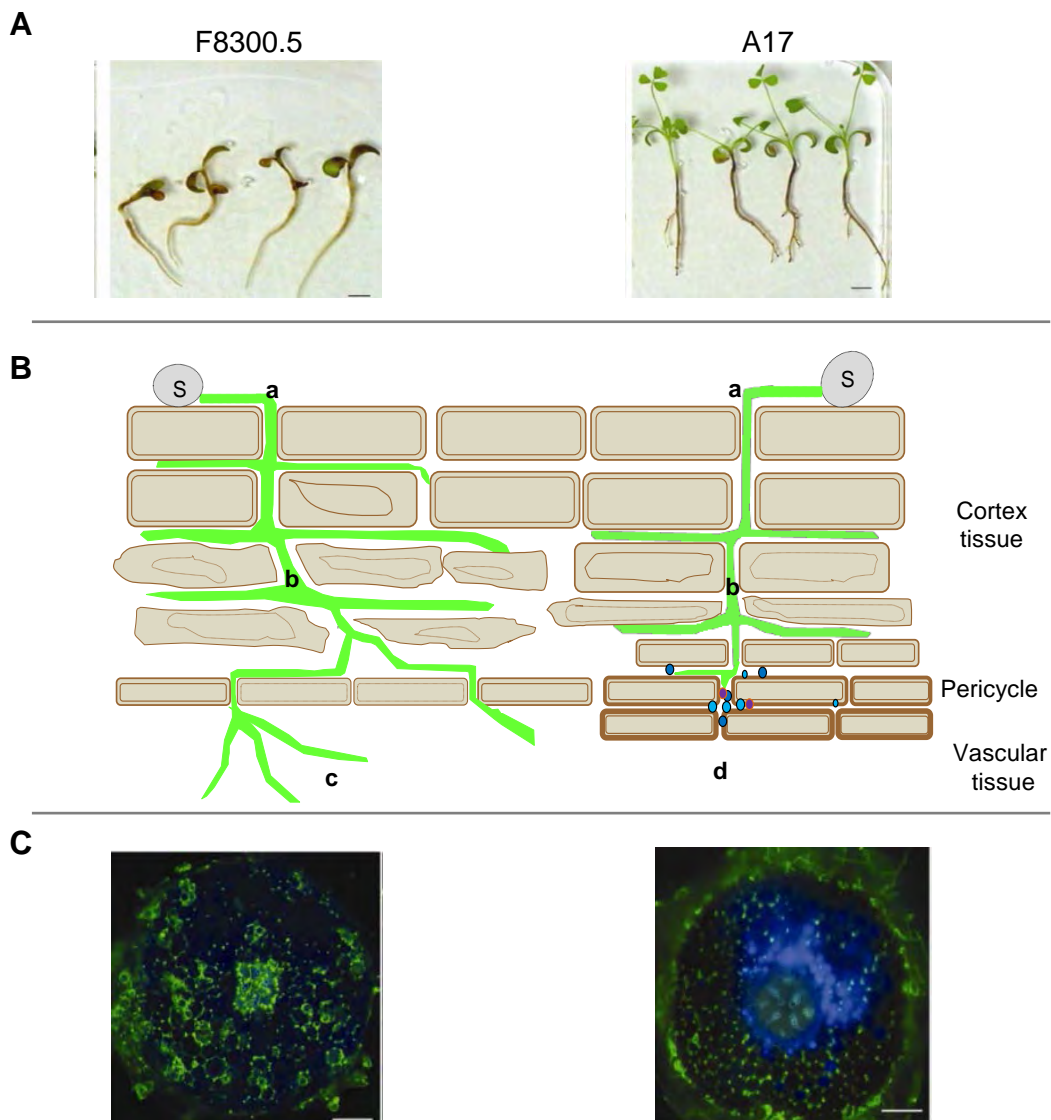 A
F8300.5
A17
B
S
a
a
S
Cortex
tissue
b
b
Pericycle
Vascular
tissue
c
d
C